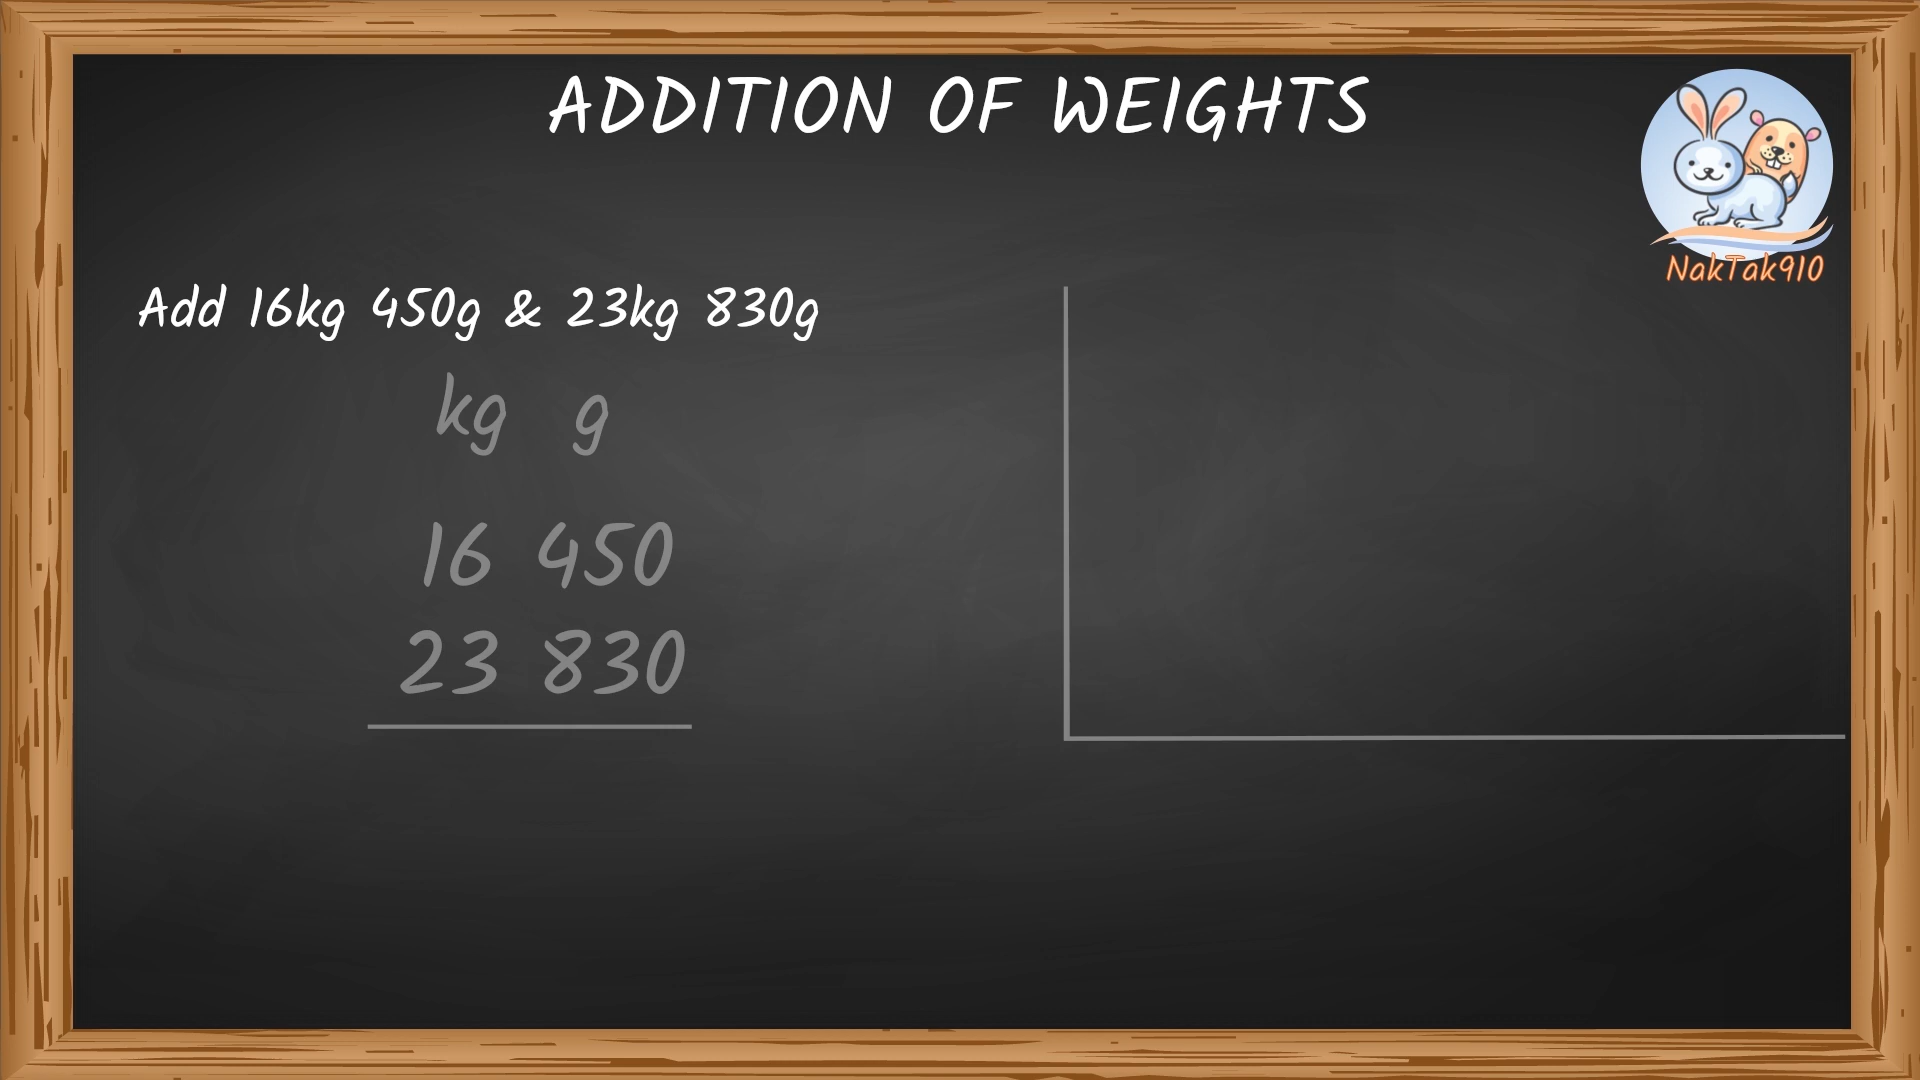 ADDITION OF WEIGHTS
NakTak910
Add 16kg 450g & 23kg 830g
kg g
16 450
23 830